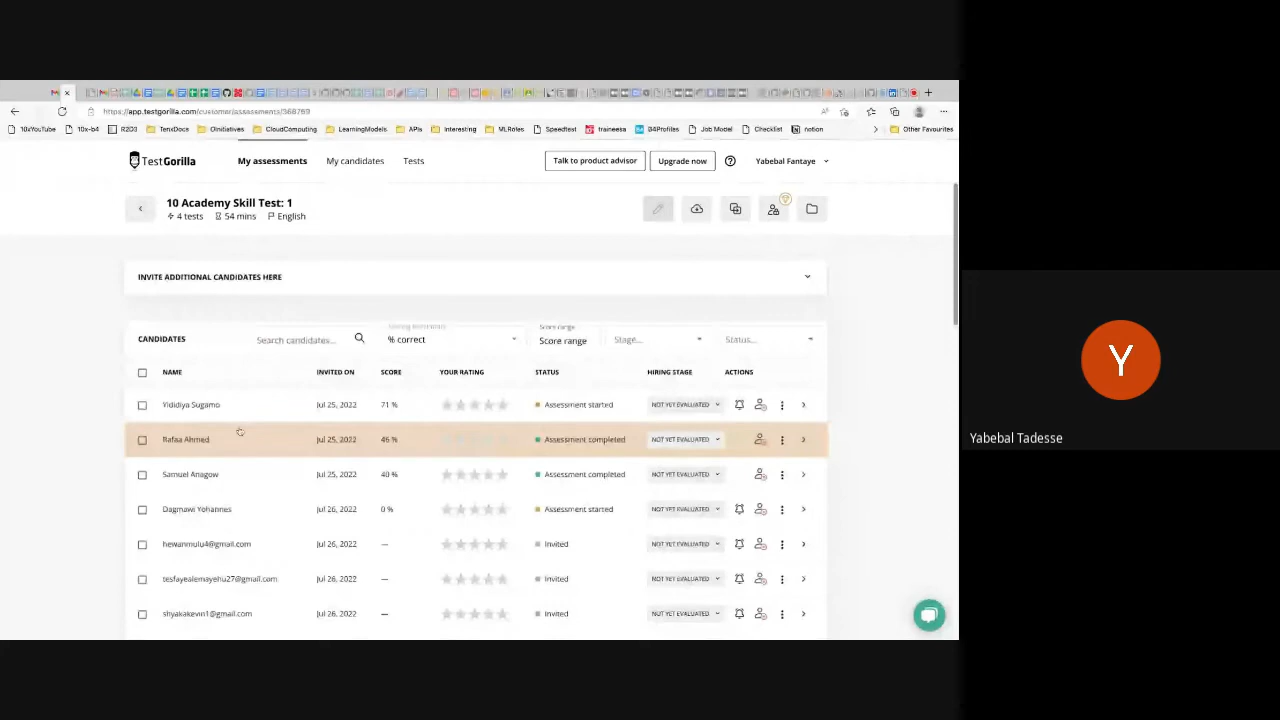 https://app.testgorilla.com/customer/assessments/368769
10xYouTube 10x-b4 R2D3 TenxDocs OInitiatives CloudComputing LearningModels APIs Interesting MLRoles Speedtest traineesa B4Profiles Job Model Checklist notion Other Favourites
TestGorilla My assessments My candidates Tests Talk to product advisor Upgrade now Yabebal Fantaye
10 Academy Skill Test: 1
4 tests 54 mins English
INVITE ADDITIONAL CANDIDATES HERE
CANDIDATES Search candidates... % correct Score range Score range Stage... Status...
NAME INVITED ON SCORE YOUR RATING STATUS HIRING STAGE ACTIONS
Yididiya Sugamo Jul 25, 2022 71 % Assessment started NOT YET EVALUATED
Rafaa Ahmed Jul 25, 2022 46 % Assessment completed NOT YET EVALUATED
Samuel Anagow Jul 25, 2022 40 % Assessment completed NOT YET EVALUATED
Dagmawi Yohannes Jul 26, 2022 0 % Assessment started NOT YET EVALUATED
hewanmulu4@gmail.com Jul 26, 2022 — Invited NOT YET EVALUATED
tesfayealemayehu27@gmail.com Jul 26, 2022 — Invited NOT YET EVALUATED
shyakakevin1@gmail.com Jul 26, 2022 — Invited NOT YET EVALUATED
Y
Yabebal Tadesse